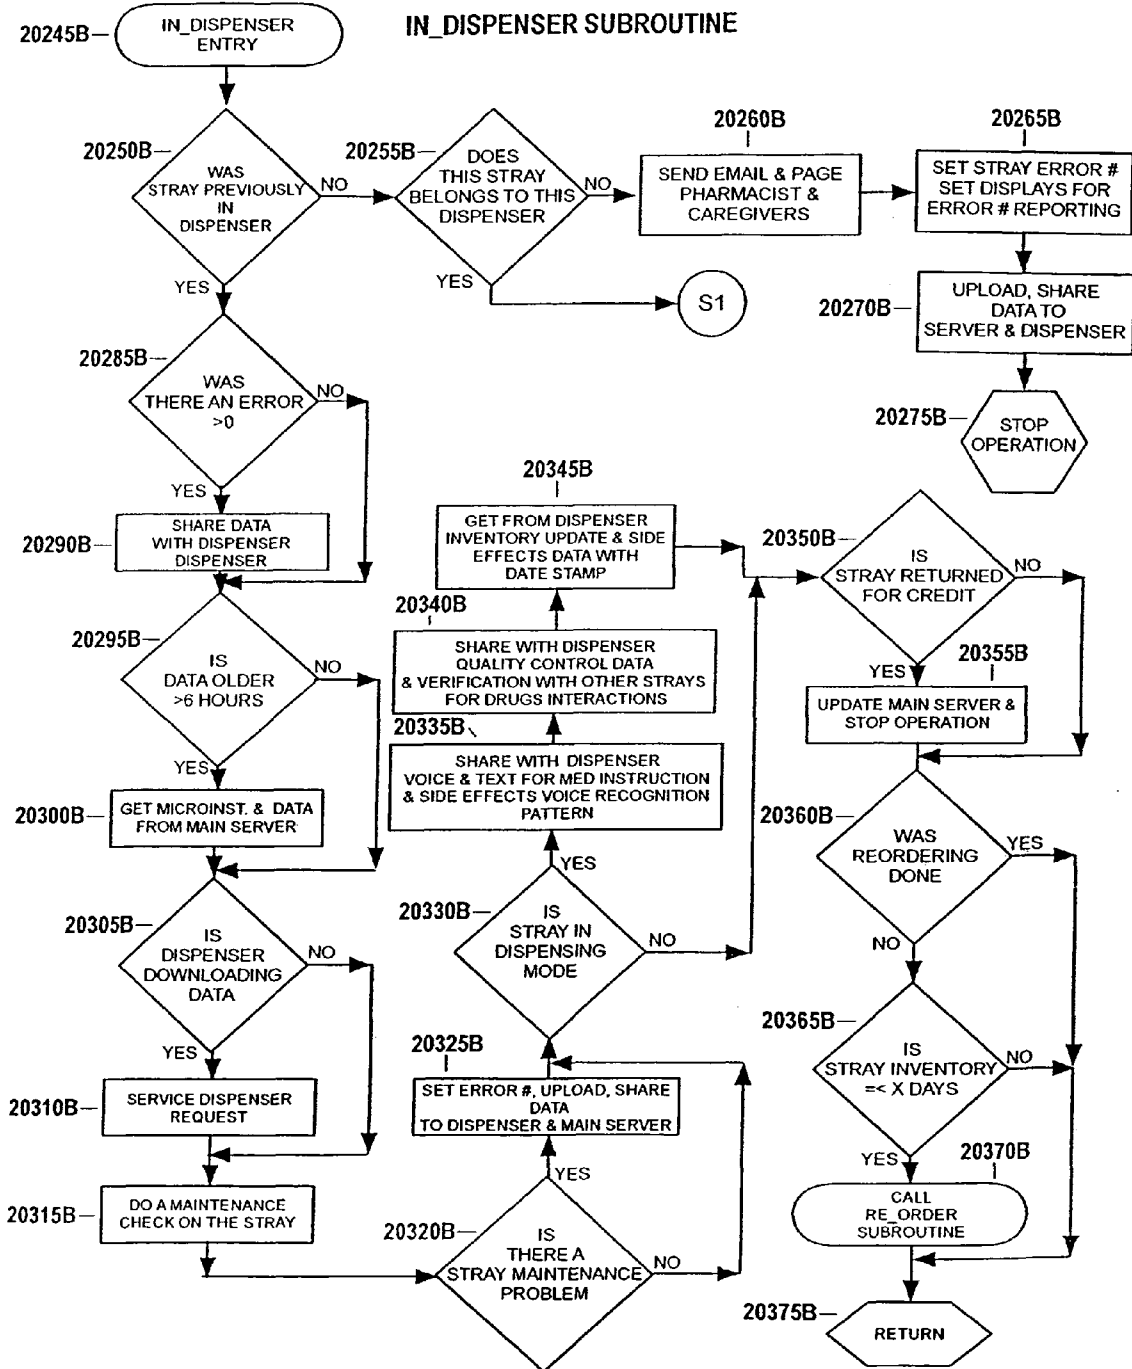 IN_DISPENSER SUBROUTINE
20245B
IN_DISPENSER
ENTRY
20250B
WAS
STRAY PREVIOUSLY
IN
DISPENSER
NO
YES
20255B
DOES
THIS STRAY
BELONGS TO THIS
DISPENSER
NO
YES
S1
20260B
SEND EMAIL & PAGE
PHARMACIST &
CAREGIVERS
20265B
SET STRAY ERROR #
SET DISPLAYS FOR
ERROR # REPORTING
20270B
UPLOAD, SHARE
DATA TO
SERVER & DISPENSER
20275B
STOP
OPERATION
20285B
WAS
THERE AN ERROR
>0
NO
YES
20290B
SHARE DATA
WITH DISPENSER
DISPENSER
20295B
IS
DATA OLDER
>6 HOURS
NO
YES
20300B
GET MICROINST. & DATA
FROM MAIN SERVER
20305B
IS
DISPENSER
DOWNLOADING
DATA
NO
YES
20310B
SERVICE DISPENSER
REQUEST
20315B
DO A MAINTENANCE
CHECK ON THE STRAY
20320B
IS
THERE A
STRAY MAINTENANCE
PROBLEM
NO
YES
20325B
SET ERROR #, UPLOAD, SHARE
DATA
TO DISPENSER & MAIN SERVER
20330B
IS
STRAY IN
DISPENSING
MODE
NO
YES
20335B
SHARE WITH DISPENSER
VOICE & TEXT FOR MED INSTRUCTION
& SIDE EFFECTS VOICE RECOGNITION
PATTERN
20340B
SHARE WITH DISPENSER
QUALITY CONTROL DATA
& VERIFICATION WITH OTHER STRAYS
FOR DRUGS INTERACTIONS
20345B
GET FROM DISPENSER
INVENTORY UPDATE & SIDE
EFFECTS DATA WITH
DATE STAMP
20350B
IS
STRAY RETURNED
FOR CREDIT
NO
YES
20355B
UPDATE MAIN SERVER &
STOP OPERATION
20360B
WAS
REORDERING
DONE
YES
NO
20365B
IS
STRAY INVENTORY
=< X DAYS
NO
YES
20370B
CALL
RE_ORDER
SUBROUTINE
20375B
RETURN